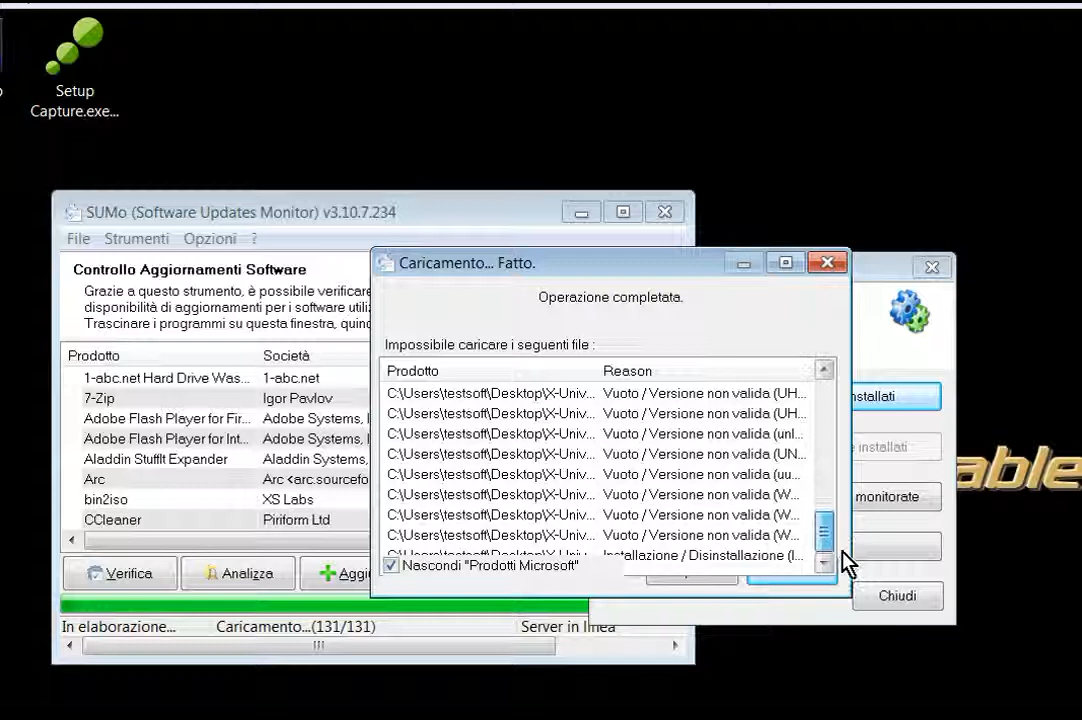 Setup
Capture.exe...
SUMo (Software Updates Monitor) v3.10.7.234
File Strumenti Opzioni ?
Controllo Aggiornamenti Software
Grazie a questo strumento, è possibile verificare
disponibilità di aggiornamenti per i software utili
Trascinare i programmi su questa finestra, quind
Prodotto Società
1-abc.net Hard Drive Was... 1-abc.net
7-Zip Igor Pavlov
Adobe Flash Player for Fir... Adobe Systems, I
Adobe Flash Player for Int... Adobe Systems, I
Aladdin StuffIt Expander Aladdin Systems,
Arc Arc <arc.sourcefo
bin2iso XS Labs
CCleaner Piriform Ltd
Verifica Analizza Aggi
In elaborazione... Caricamento...(131/131) Server in linea
Caricamento... Fatto.
Operazione completata.
Impossibile caricare i seguenti file :
Prodotto Reason
C:\Users\testsoft\Desktop\X-Univ... Vuoto / Versione non valida (UH...
C:\Users\testsoft\Desktop\X-Univ... Vuoto / Versione non valida (UH...
C:\Users\testsoft\Desktop\X-Univ... Vuoto / Versione non valida (unl...
C:\Users\testsoft\Desktop\X-Univ... Vuoto / Versione non valida (UN...
C:\Users\testsoft\Desktop\X-Univ... Vuoto / Versione non valida (uu...
C:\Users\testsoft\Desktop\X-Univ... Vuoto / Versione non valida (W...
C:\Users\testsoft\Desktop\X-Univ... Vuoto / Versione non valida (W...
C:\Users\testsoft\Desktop\X-Univ... Vuoto / Versione non valida (W...
C:\Users\testsoft\Desktop\X-Univ... Installazione / Disinstallazione (I...
Nascondi "Prodotti Microsoft"
nstallati
installati
monitorate
Chiudi
able